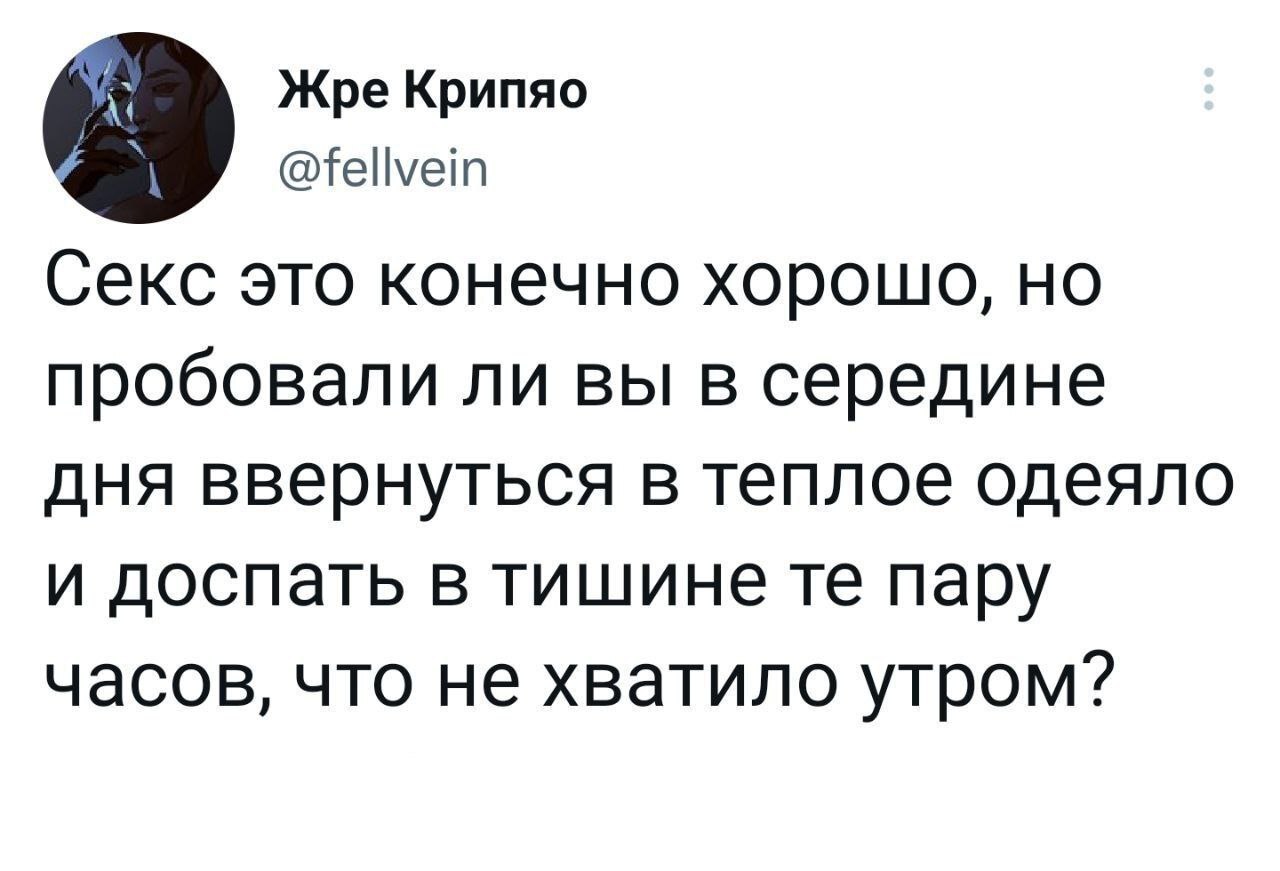 Жре Крипяо
@fellvein
Секс это конечно хорошо, но
пробовали ли вы в середине
дня ввернуться в теплое одеяло
и доспать в тишине те пару
часов, что не хватило утром?